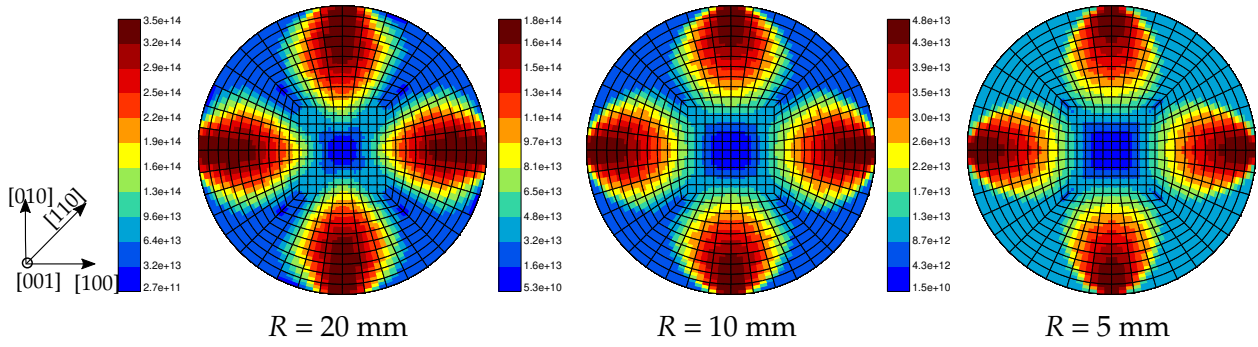 3.5e+14
3.2e+14
2.9e+14
2.6e+14
2.2e+14
1.9e+14
1.6e+14
1.3e+14
9.6e+13
6.4e+13
3.2e+13
2.7e+11
1.8e+14
1.6e+14
1.5e+14
1.3e+14
1.1e+14
9.7e+13
8.1e+13
6.5e+13
4.8e+13
3.2e+13
1.6e+13
5.3e+10
4.8e+13
4.3e+13
3.9e+13
3.5e+13
3.0e+13
2.6e+13
2.2e+13
1.7e+13
1.3e+13
8.7e+12
4.3e+12
1.5e+10
[010]
[110]
[001] [100]
R = 20 mm
R = 10 mm
R = 5 mm